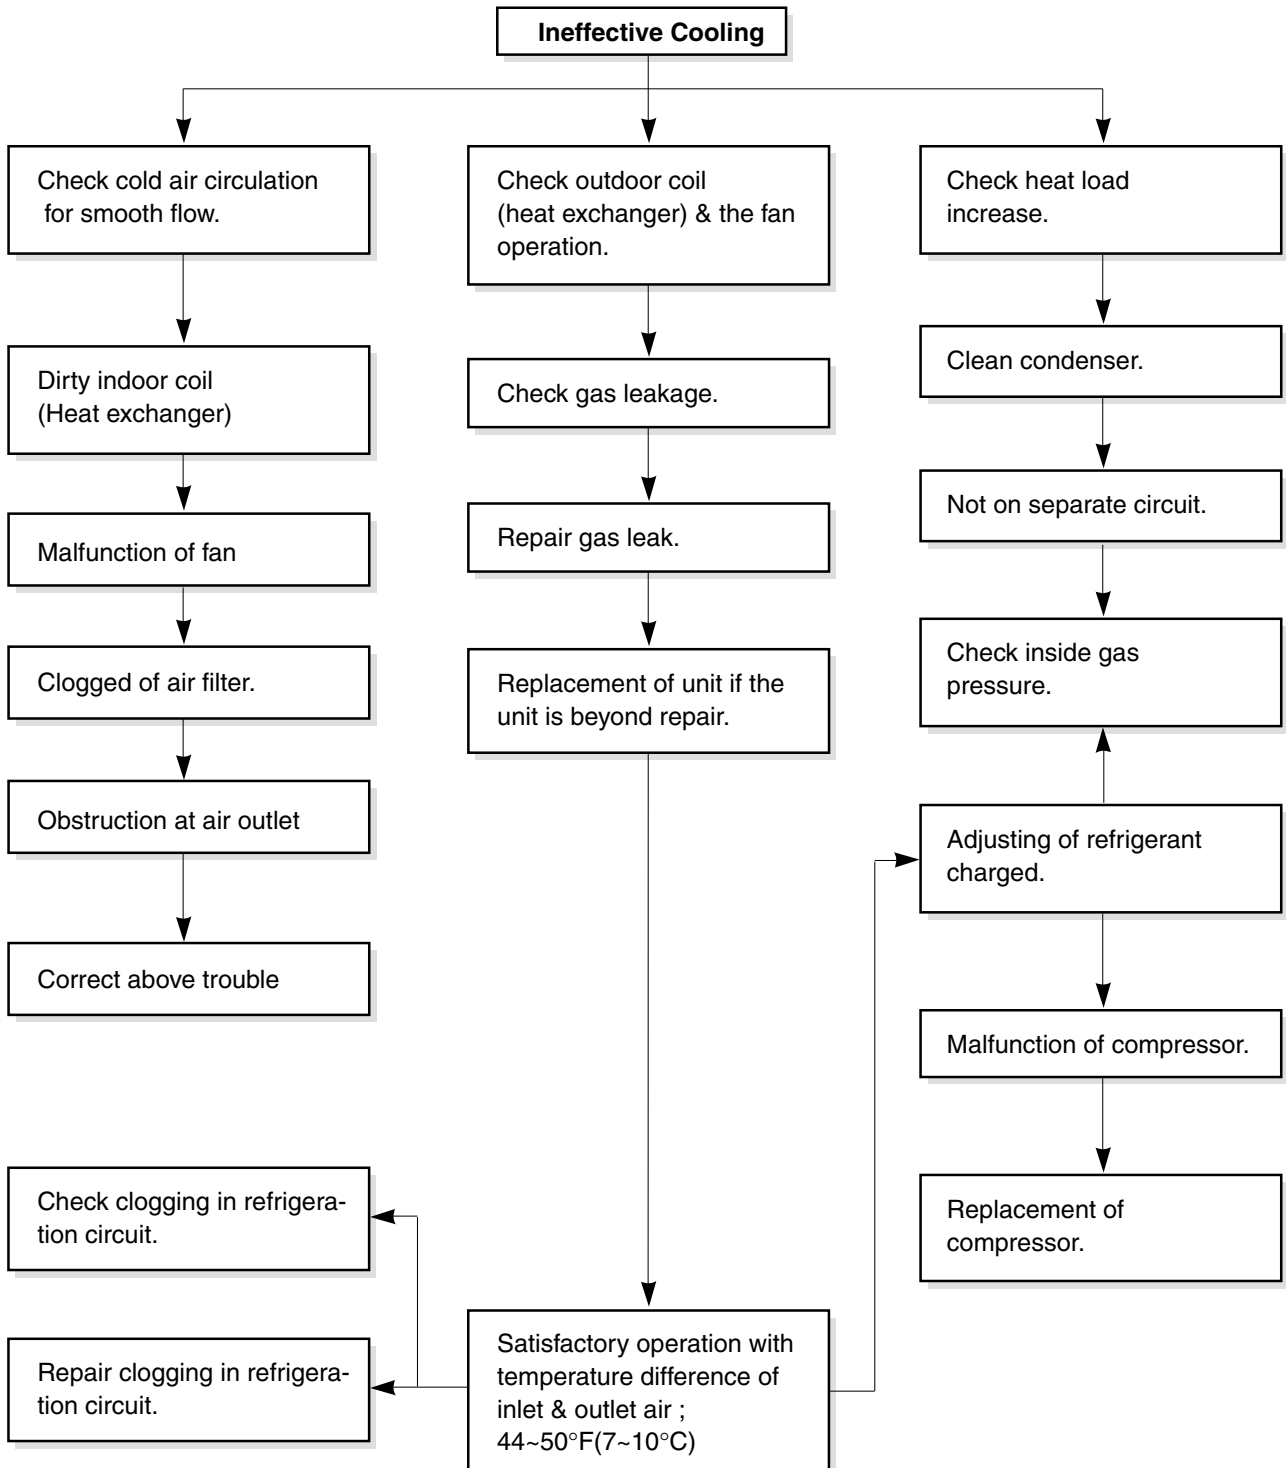 Ineffective Cooling
Check cold air circulation
for smooth flow.
Dirty indoor coil
(Heat exchanger)
Malfunction of fan
Clogged of air filter.
Obstruction at air outlet
Correct above trouble
Check outdoor coil
(heat exchanger) & the fan
operation.
Check gas leakage.
Repair gas leak.
Replacement of unit if the
unit is beyond repair.
Check heat load
increase.
Clean condenser.
Not on separate circuit.
Check inside gas
pressure.
Adjusting of refrigerant
charged.
Malfunction of compressor.
Replacement of
compressor.
Check clogging in refrigera-
tion circuit.
Repair clogging in refrigera-
tion circuit.
Satisfactory operation with
temperature difference of
inlet & outlet air ;
44~50°F(7~10°C)